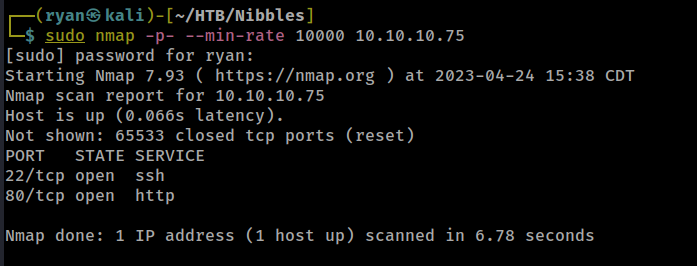 ┌──(ryan㉿kali)-[~/HTB/Nibbles]
└─$ sudo nmap -p- --min-rate 10000 10.10.10.75
[sudo] password for ryan:
Starting Nmap 7.93 ( https://nmap.org ) at 2023-04-24 15:38 CDT
Nmap scan report for 10.10.10.75
Host is up (0.066s latency).
Not shown: 65533 closed tcp ports (reset)
PORT   STATE SERVICE
22/tcp open  ssh
80/tcp open  http
Nmap done: 1 IP address (1 host up) scanned in 6.78 seconds